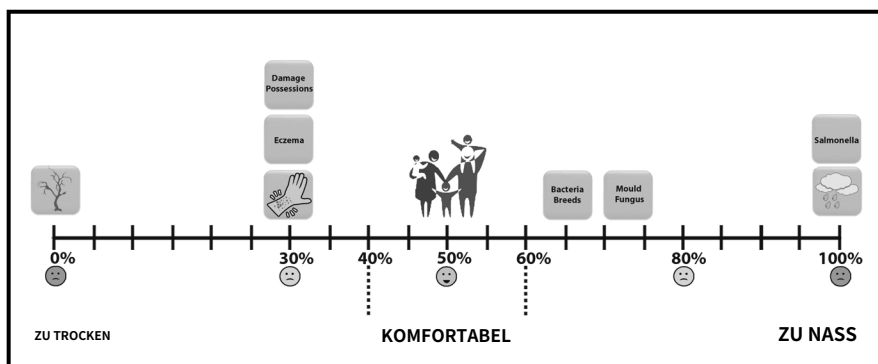 Damage
Possessions
Eczema
Salmonella
Bacteria
Breeds
Mould
Fungus
0%
30%
40%
50%
60%
80%
100%
ZU TROCKEN
KOMFORTABEL
ZU NASS